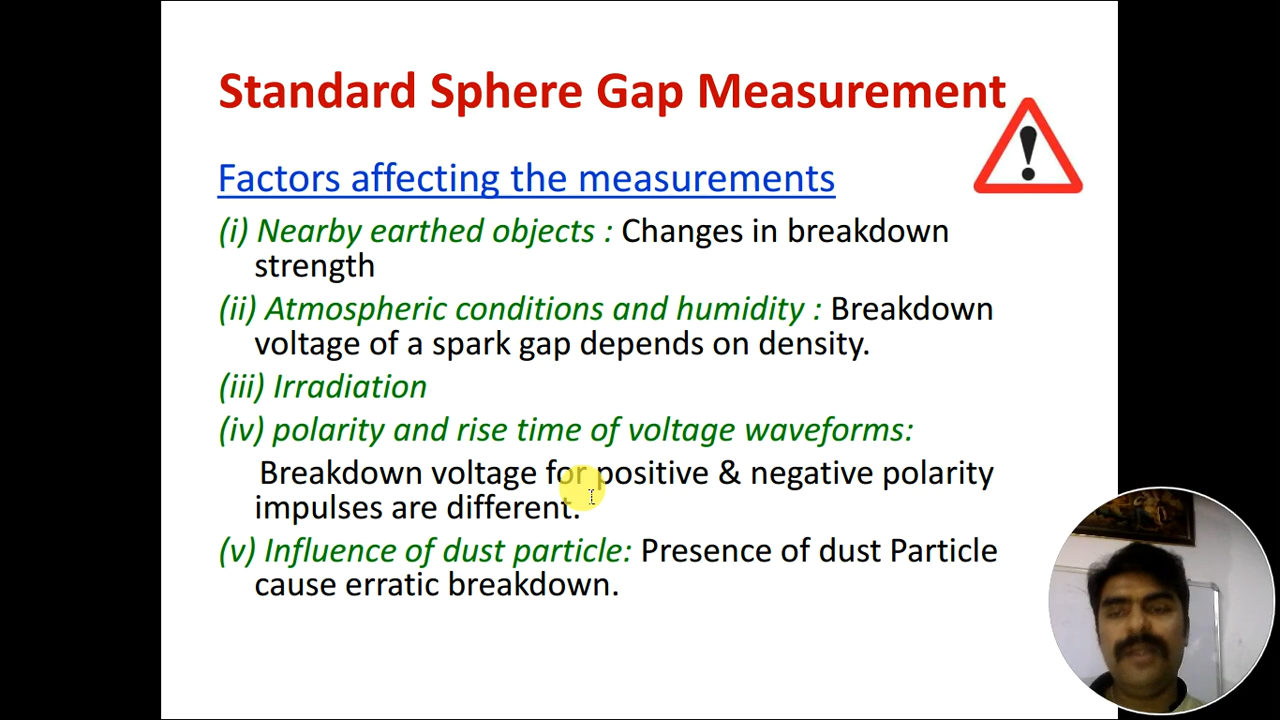 Standard Sphere Gap Measurement
Factors affecting the measurements
(i) Nearby earthed objects : Changes in breakdown
strength
(ii) Atmospheric conditions and humidity : Breakdown
voltage of a spark gap depends on density.
(iii) Irradiation
(iv) polarity and rise time of voltage waveforms:
Breakdown voltage for positive & negative polarity
impulses are different.
(v) Influence of dust particle: Presence of dust Particle
cause erratic breakdown.